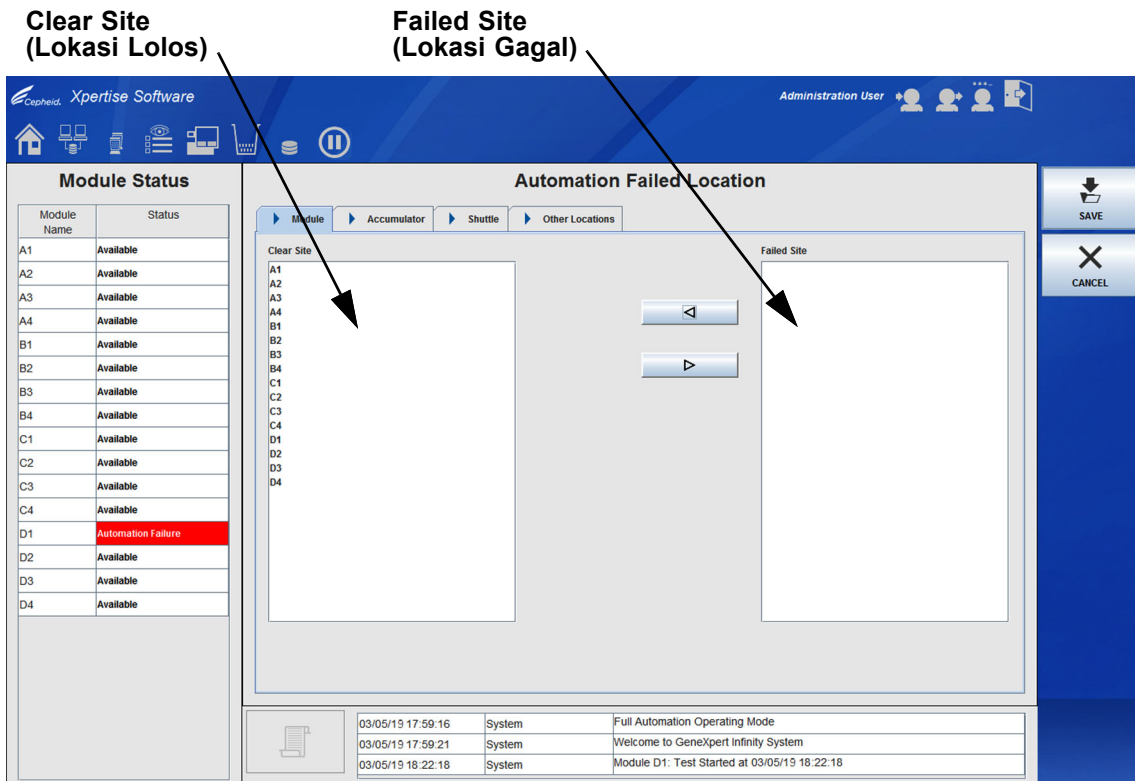 Clear Site
(Lokasi Lolos)
Failed Site
(Lokasi Gagal)
Cepheid. Xpertise Software
Administration User
Module Status
Module Name Status
A1 Available
A2 Available
A3 Available
A4 Available
B1 Available
B2 Available
B3 Available
B4 Available
C1 Available
C2 Available
C3 Available
C4 Available
D1 Automation Failure
D2 Available
D3 Available
D4 Available
Automation Failed Location
Module Accumulator Shuttle Other Locations
Clear Site
A1
A2
A3
A4
B1
B2
B3
B4
C1
C2
C3
C4
D1
D2
D3
D4
Failed Site
SAVE
CANCEL
03/05/19 17:59:16 System Full Automation Operating Mode
03/05/19 17:59:21 System Welcome to GeneXpert Infinity System
03/05/19 18:22:18 System Module D1: Test Started at 03/05/19 18:22:18